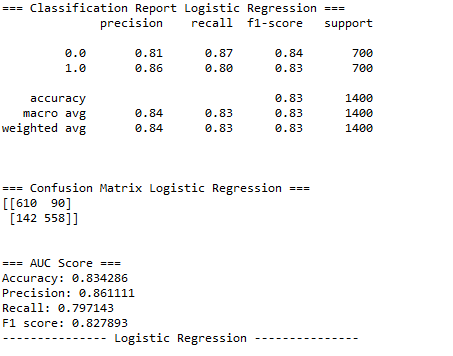 === Classification Report Logistic Regression ===
              precision    recall  f1-score   support

         0.0       0.81      0.87      0.84       700
         1.0       0.86      0.80      0.83       700

    accuracy                           0.83      1400
   macro avg       0.84      0.83      0.83      1400
weighted avg       0.84      0.83      0.83      1400

=== Confusion Matrix Logistic Regression ===
[[610  90]
 [142 558]]

=== AUC Score ===
Accuracy: 0.834286
Precision: 0.861111
Recall: 0.797143
F1 score: 0.827893
--------------- Logistic Regression ---------------